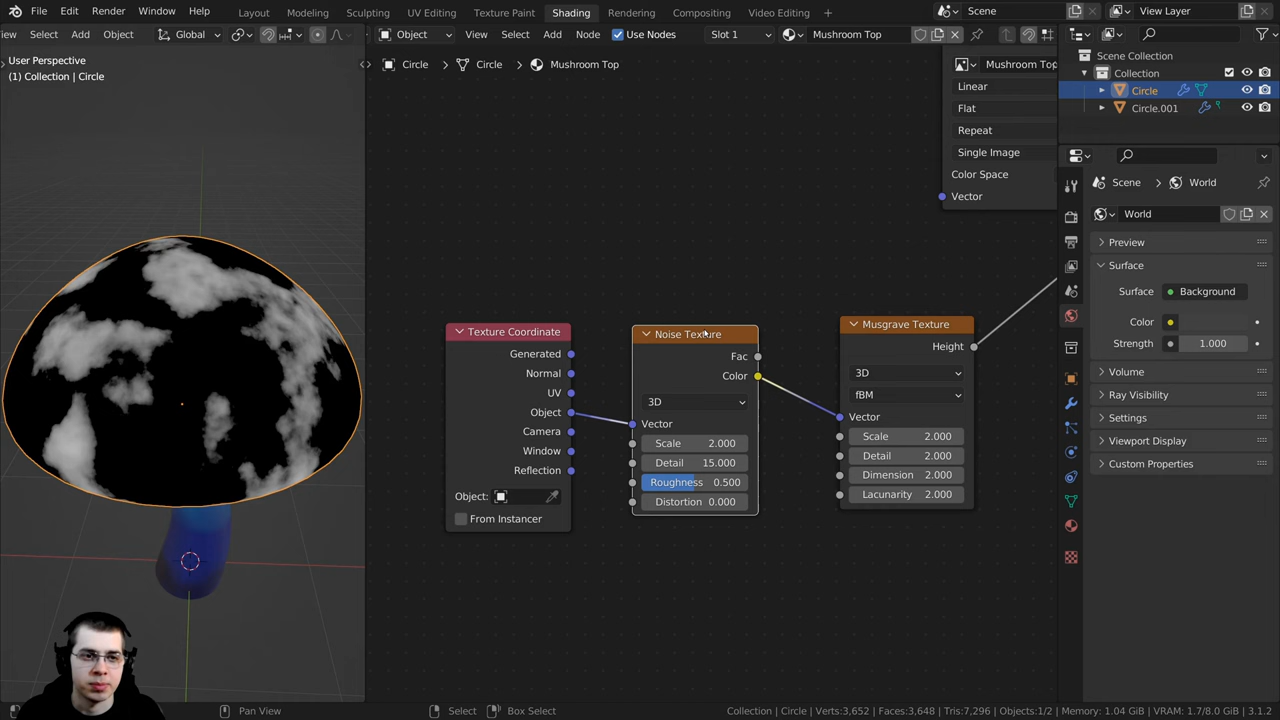 File Edit Render Window Help Layout Modeling Sculpting UV Editing Texture Paint Shading Rendering Compositing Video Editing Scene View Layer
Select Add Object Global Object View Select Add Node Use Nodes Slot 1 Mushroom Top
User Perspective
(1) Collection | Circle
Circle Circle Mushroom Top
Mushroom Top
Linear
Flat
Repeat
Single Image
Color Space
Vector
Texture Coordinate
Generated
Normal
UV
Object
Camera
Window
Reflection
Object:
From Instancer
Noise Texture
Fac
Color
3D
Vector
Scale 2.000
Detail 15.000
Roughness 0.500
Distortion 0.000
Musgrave Texture
Height
3D
fBM
Vector
Scale 2.000
Detail 2.000
Dimension 2.000
Lacunarity 2.000
Scene Collection
Collection
Circle
Circle.001
Scene World
World
Preview
Surface
Surface Background
Color
Strength 1.000
Volume
Ray Visibility
Settings
Viewport Display
Custom Properties
Pan View Select Box Select Collection | Circle | Verts:3,652 | Faces:3,648 | Tris:7,296 | Objects:1/2 | Memory: 1.04 GiB | VRAM: 1.7/8.0 GiB | 3.1.2